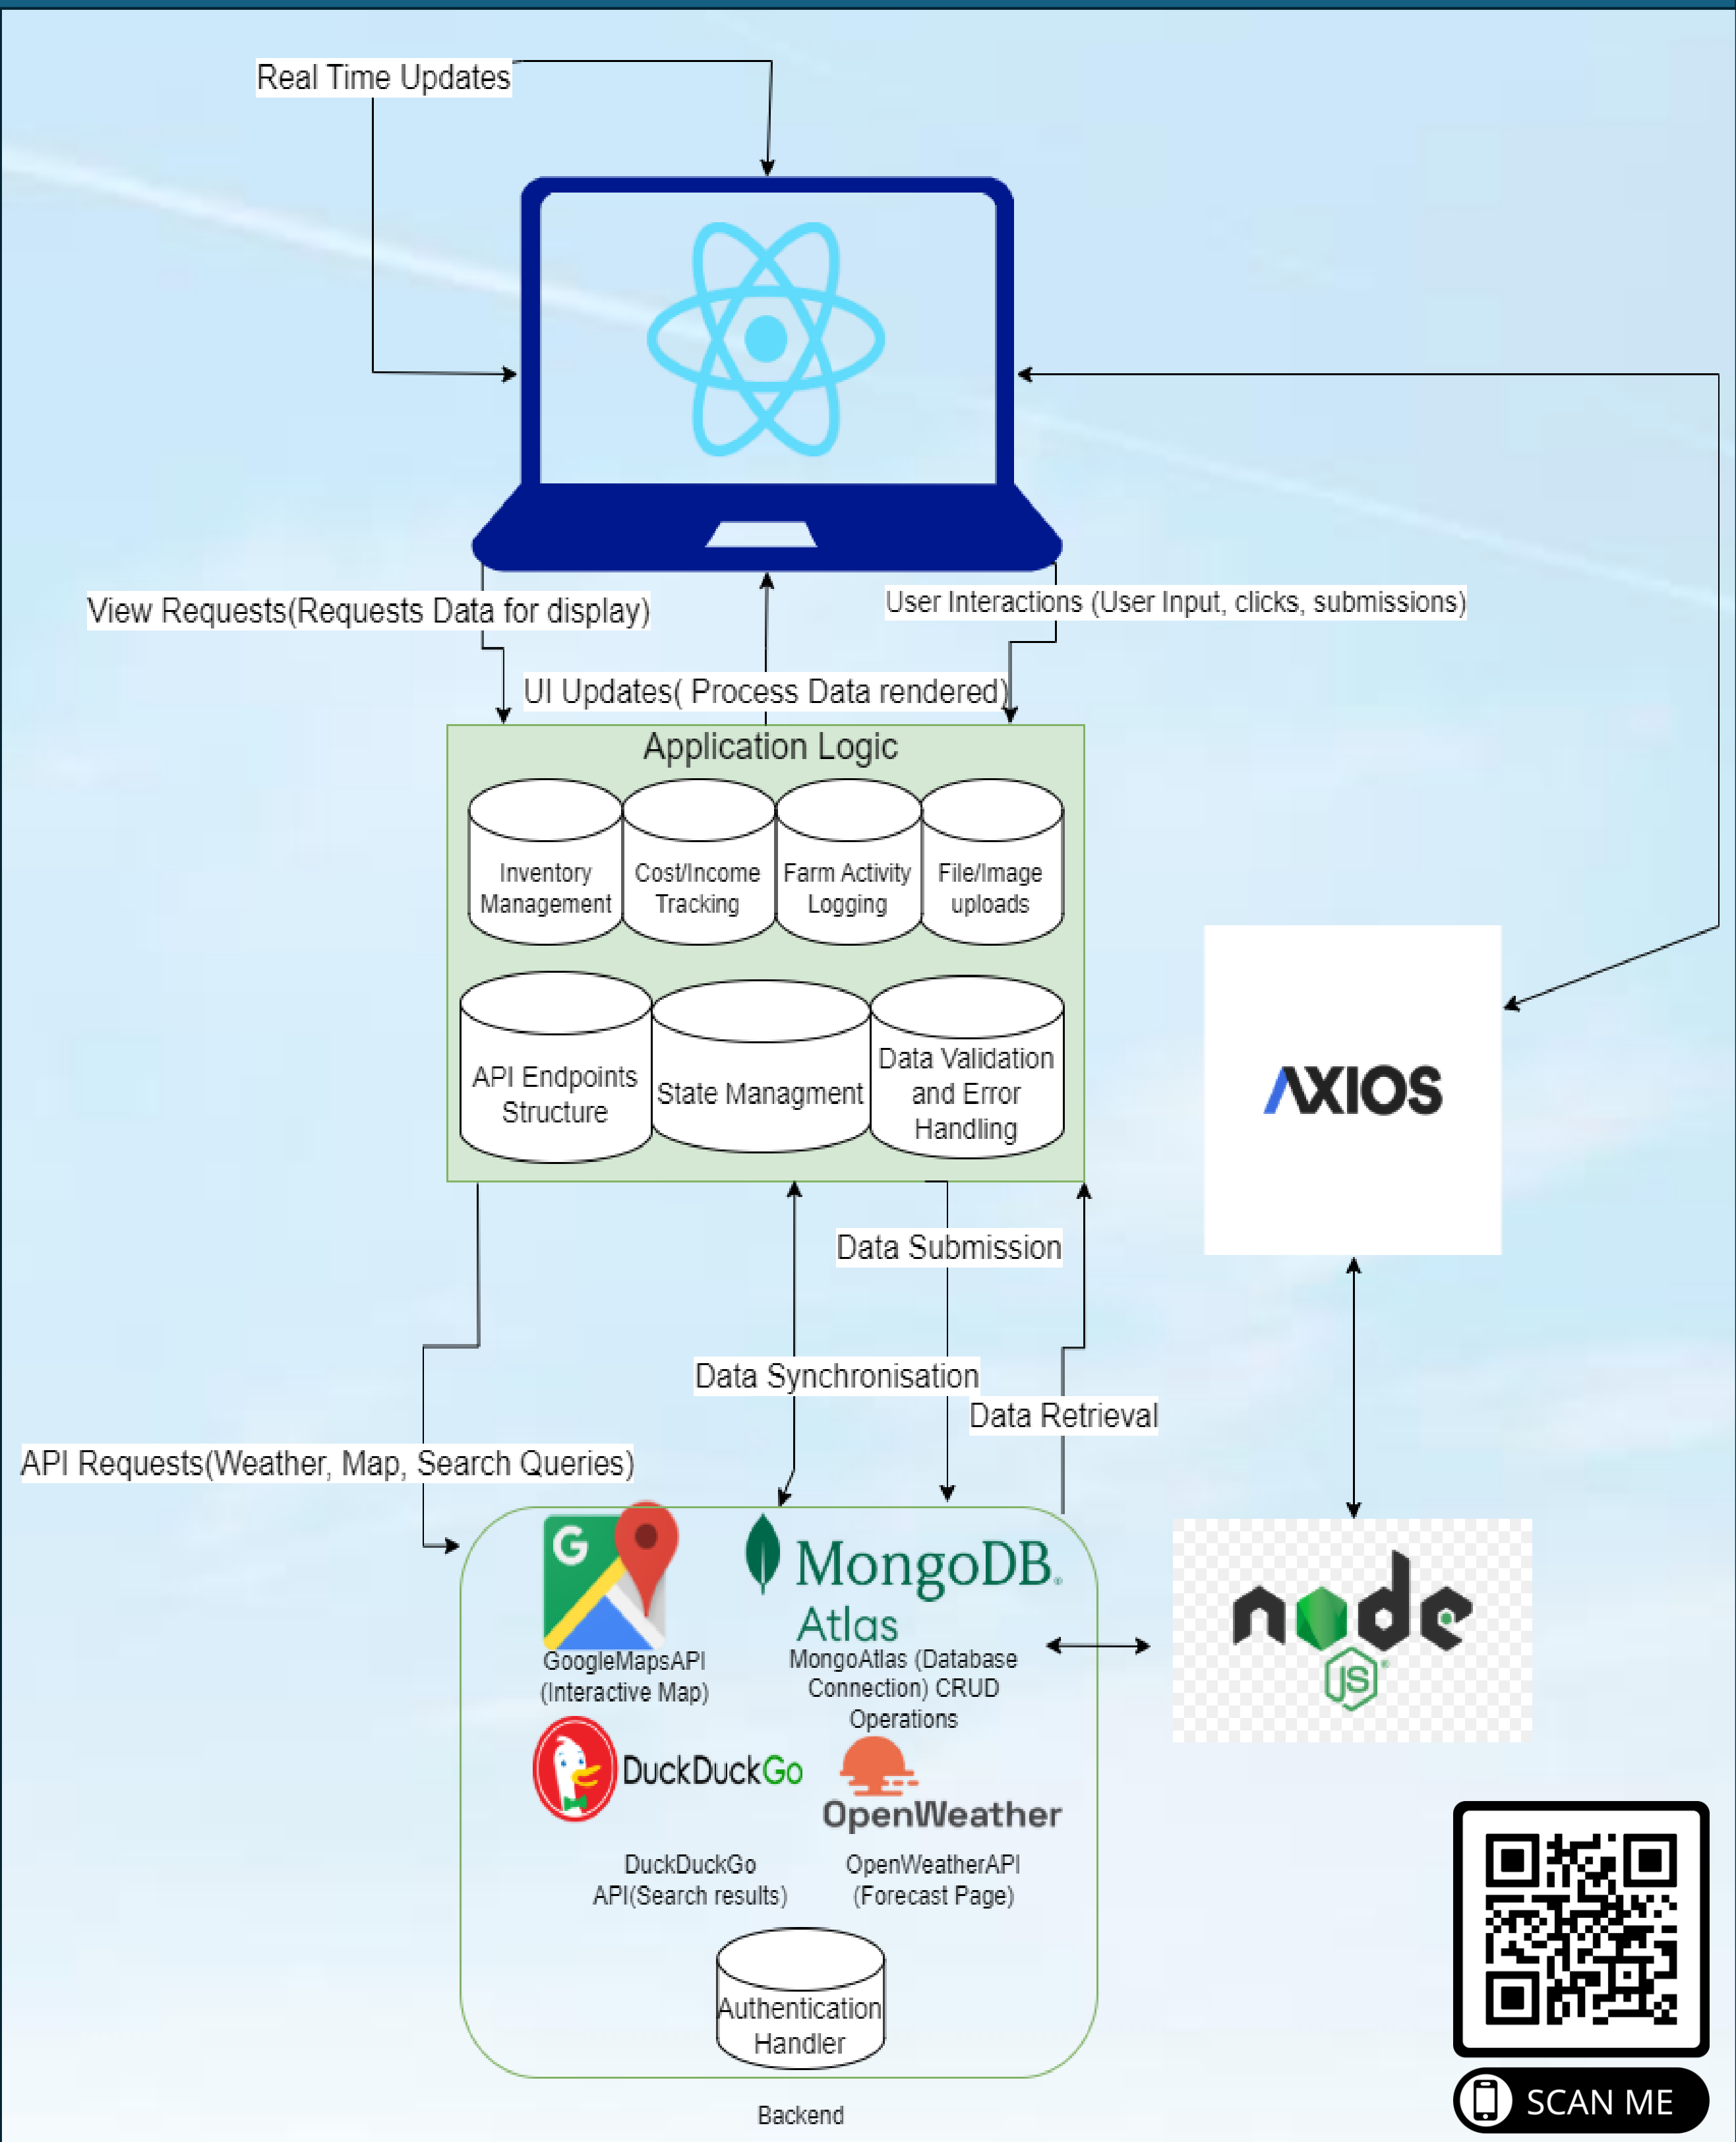 Real Time Updates
View Requests(Requests Data for display)
User Interactions (User Input, clicks, submissions)
UI Updates( Process Data rendered)
Application Logic
Inventory
Management
Cost/Income
Tracking
Farm Activity
Logging
File/Image
uploads
API Endpoints
Structure
State Managment
Data Validation
and Error
Handling
AXIOS
Data Submission
Data Synchronisation
Data Retrieval
API Requests(Weather, Map, Search Queries)
G
GoogleMapsAPI
(Interactive Map)
MongoDB®
Atlas
MongoAtlas (Database
Connection) CRUD
Operations
node
JS®
DuckDuckGo
DuckDuckGo
API(Search results)
OpenWeather
OpenWeatherAPI
(Forecast Page)
Authentication
Handler
Backend
SCAN ME